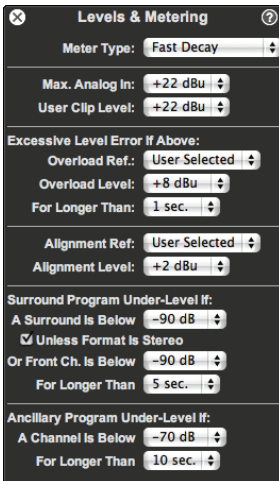 Levels & Metering ?
Meter Type: Fast Decay
Max. Analog In: +22 dBu
User Clip Level: +22 dBu
Excessive Level Error If Above:
Overload Ref.: User Selected
Overload Level: +8 dBu
For Longer Than: 1 sec.
Alignment Ref: User Selected
Alignment Level: +2 dBu
Surround Program Under-Level If:
A Surround Is Below -90 dB
Unless Format Is Stereo
Or Front Ch. Is Below -90 dB
For Longer Than 5 sec.
Ancillary Program Under-Level If:
A Channel Is Below -70 dB
For Longer Than 10 sec.